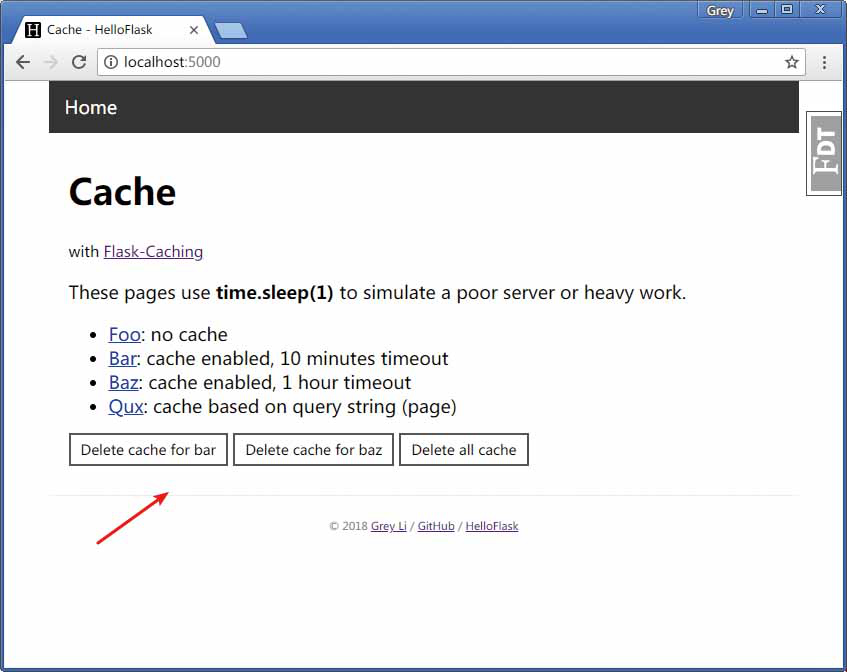 Grey
H Cache - HelloFlask
localhost:5000
Home
FDT
Cache
with Flask-Caching
These pages use time.sleep(1) to simulate a poor server or heavy work.
Foo: no cache
Bar: cache enabled, 10 minutes timeout
Baz: cache enabled, 1 hour timeout
Qux: cache based on query string (page)
Delete cache for bar Delete cache for baz Delete all cache
© 2018 Grey Li / GitHub / HelloFlask